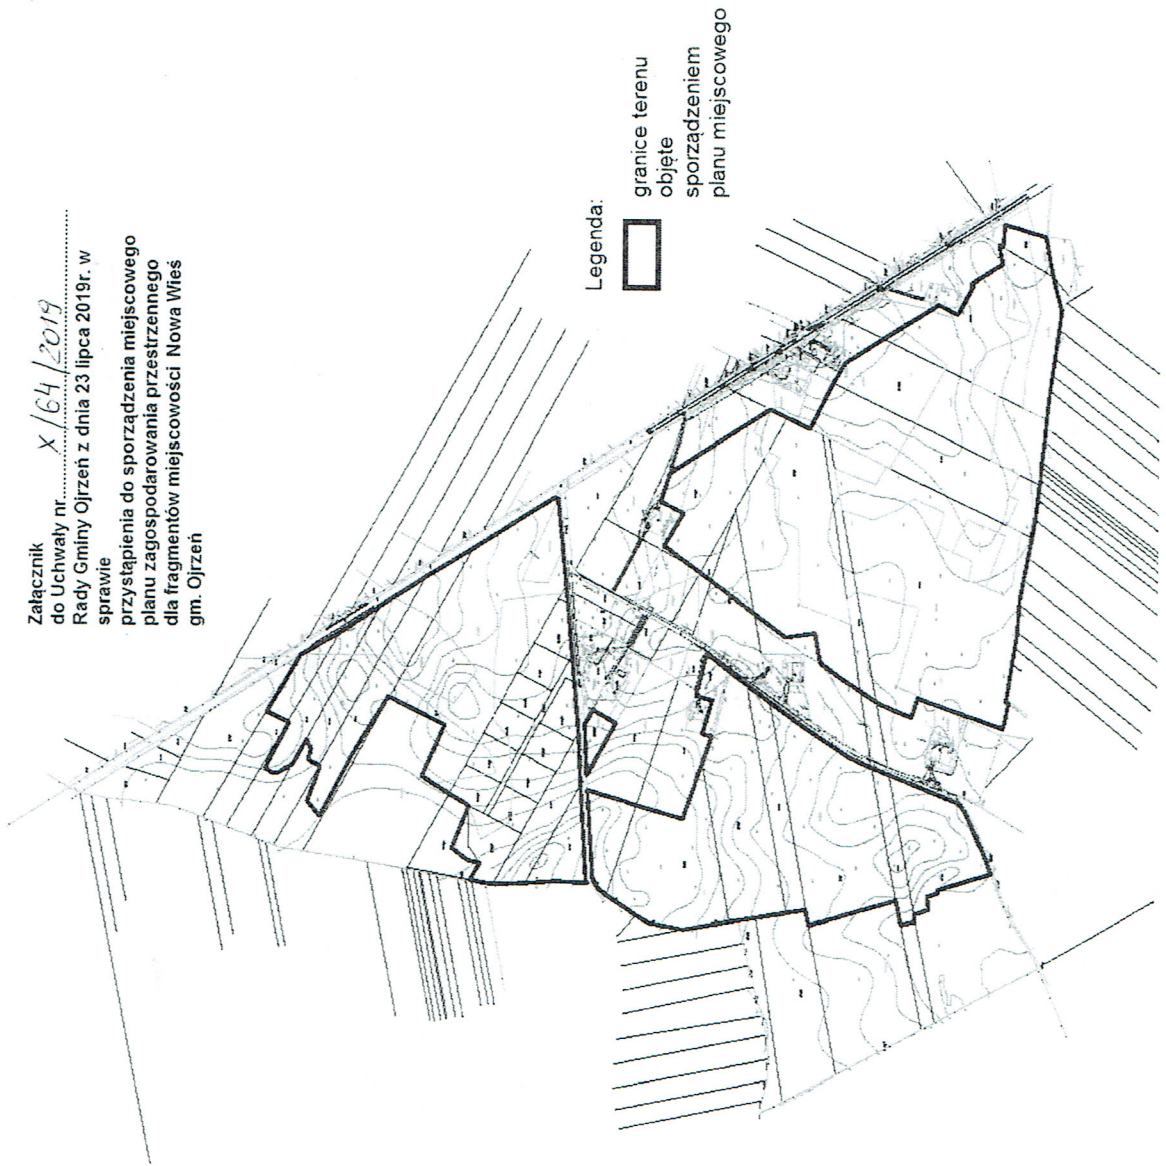 Załącznik
do Uchwały nr.......X/64/2019...........................
Rady Gminy Ojrzeń z dnia 23 lipca 2019r. w
sprawie
przystąpienia do sporządzenia miejscowego
planu zagospodarowania przestrzennego
dla fragmentów miejscowości Nowa Wieś
gm. Ojrzeń
Legenda:
granice terenu
objęte
sporządzeniem
planu miejscowego